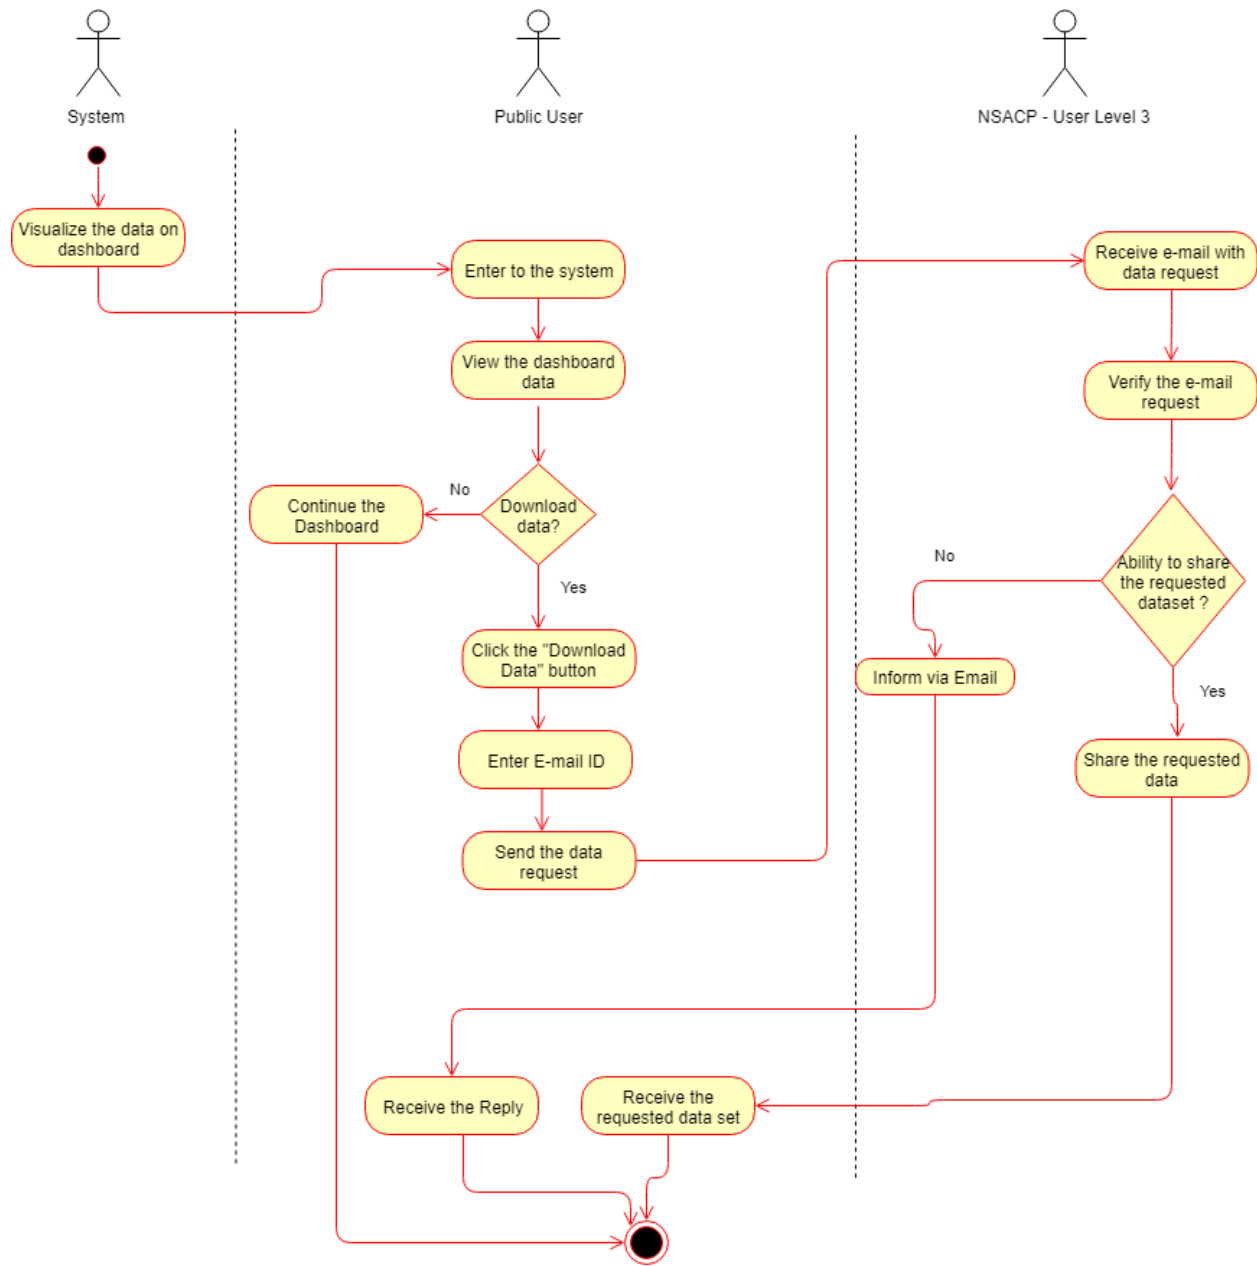 System
Public User
NSACP - User Level 3
Visualize the data on
dashboard
Enter to the system
Receive e-mail with
data request
View the dashboard
data
Verify the e-mail
request
No
Continue the
Dashboard
Download
data?
Yes
No
Ability to share
the requested
dataset ?
Click the "Download
Data" button
Inform via Email
Yes
Enter E-mail ID
Share the requested
data
Send the data
request
Receive the Reply
Receive the
requested data set